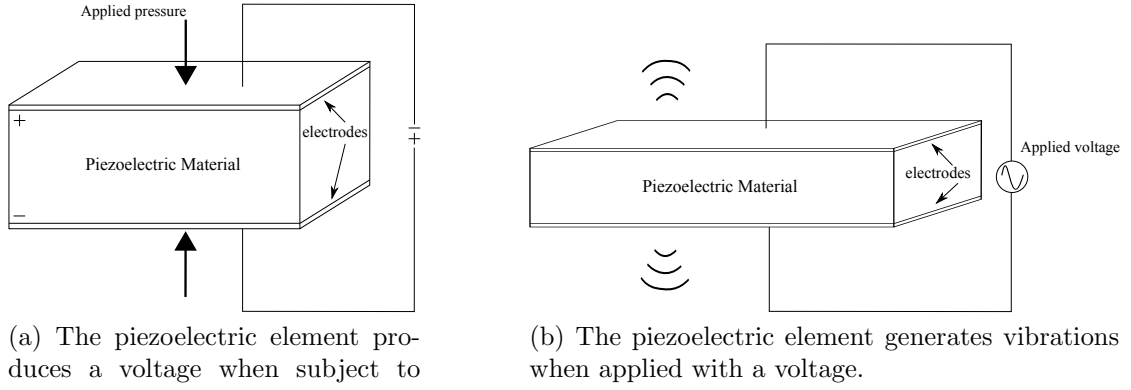 Applied pressure
+
electrodes
Piezoelectric Material
−
− +
(a) The piezoelectric element pro-
duces a voltage when subject to
Applied voltage
electrodes
Piezoelectric Material
(b) The piezoelectric element generates vibrations
when applied with a voltage.